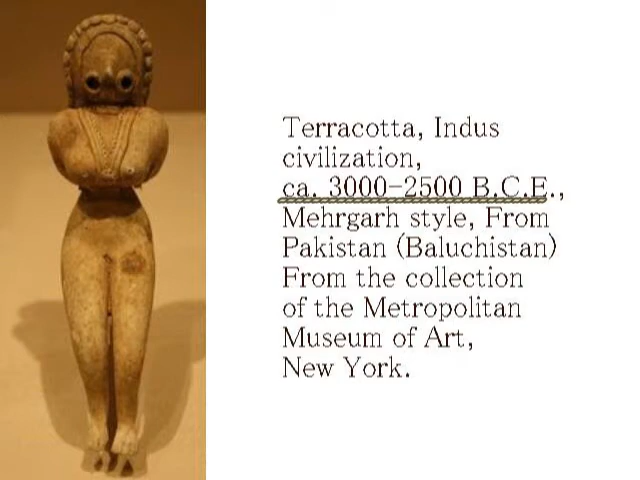 Terracotta, Indus
civilization,
ca. 3000-2500 B.C.E.,
Mehrgarh style, From
Pakistan (Baluchistan)
From the collection
of the Metropolitan
Museum of Art,
New York.